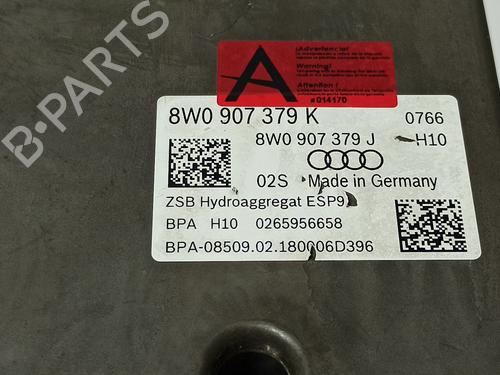 B-PARTS
¡Advertencia!
Warning!
Attention !
A
#014170
8W0 907 379 K 0766
8W0 907 379 J H10
02S Made in Germany
ZSB Hydroaggregat ESP9
BPA H10 0265956658
BPA-08509.02.180006D396